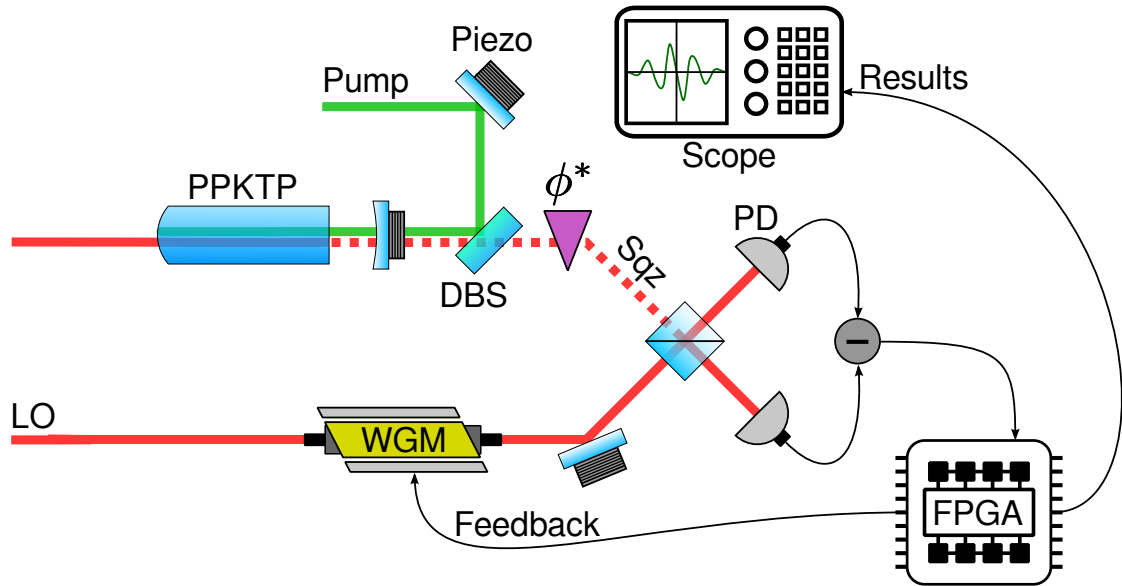 Piezo
Pump
Results
Scope
PPKTP
ϕ*
PD
Sqz
DBS
−
LO
WGM
Feedback
FPGA